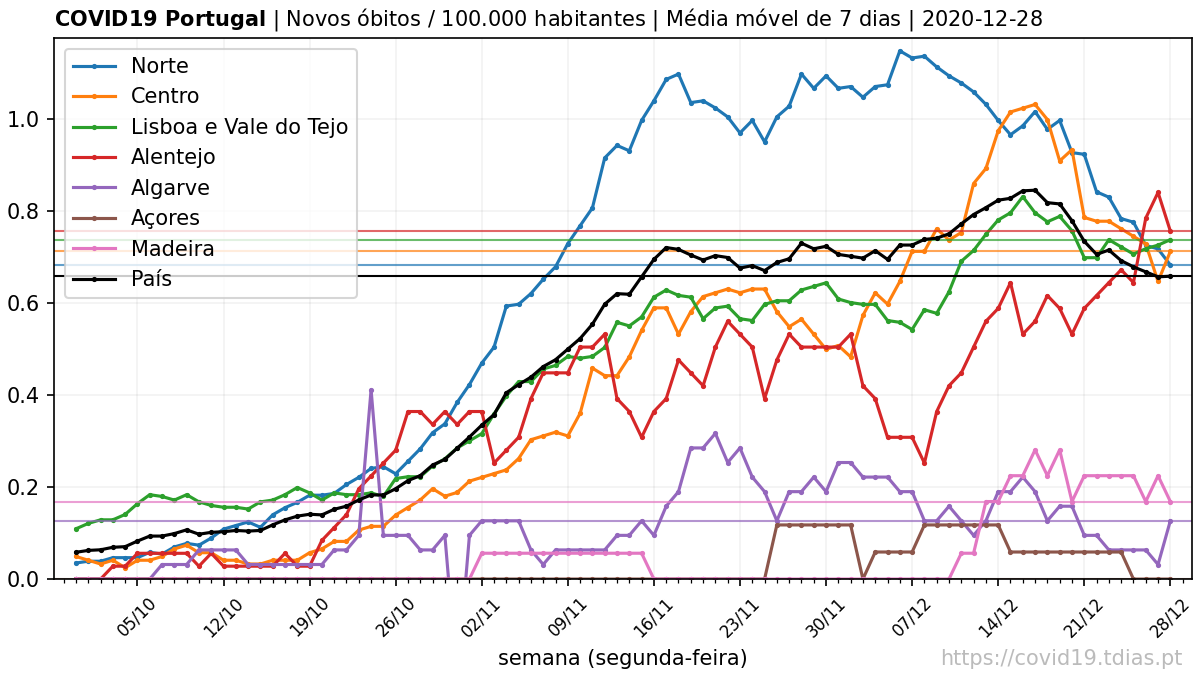 COVID19 Portugal | Novos óbitos / 100.000 habitantes | Média móvel de 7 dias | 2020-12-28
Norte
Centro
Lisboa e Vale do Tejo
Alentejo
Algarve
Açores
Madeira
País
1.0
0.8
0.6
0.4
0.2
0.0
05/10
12/10
19/10
26/10
02/11
09/11
16/11
23/11
30/11
07/12
14/12
21/12
28/12
semana (segunda-feira)
https://covid19.tdias.pt